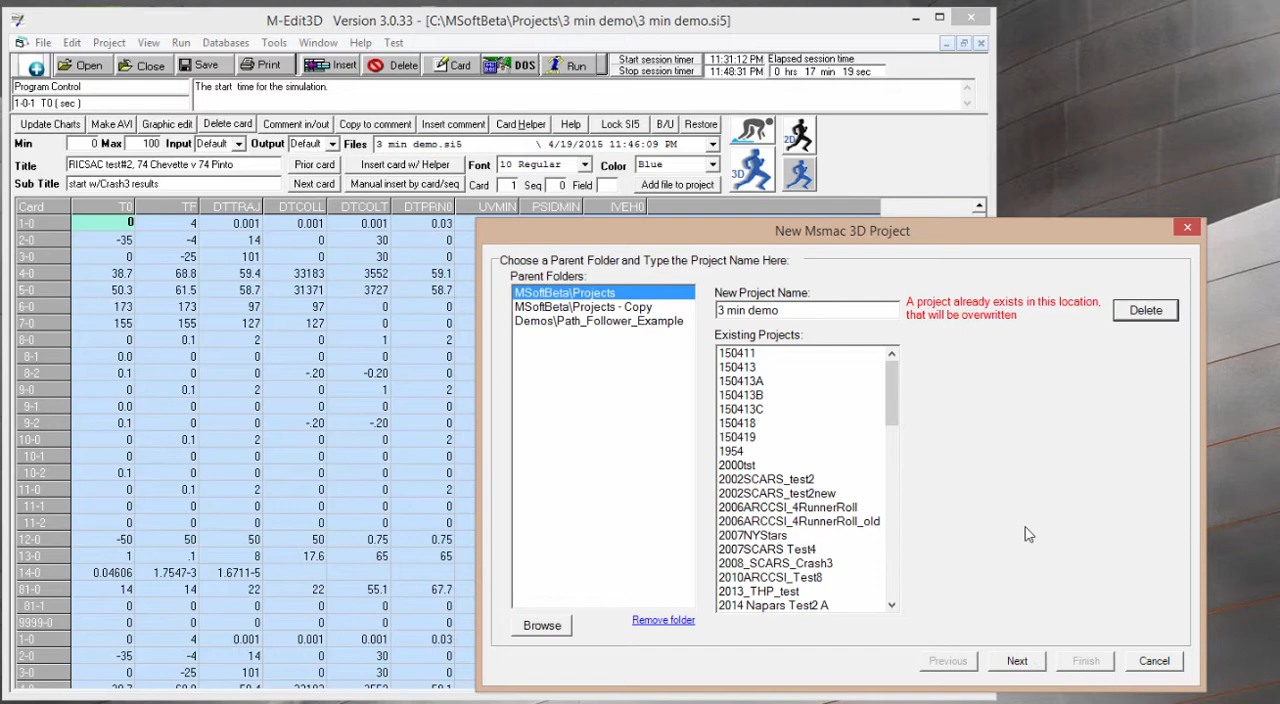 M-Edit3D Version 3.0.33 - [C:\MSoftBeta\Projects\3 min demo\3 min demo.si5]
File Edit Project View Run Databases Tools Window Help Test
Open Close Save Print Insert Delete Card DOS Run Start session timer 11:31:12 PM Elapsed session time
Stop session timer 11:48:31 PM 0 hrs 17 min 19 sec
Program Control The start time for the simulation.
1-0-1 T0 ( sec )
Update Charts Make AVI Graphic edit Delete card Comment in/out Copy to comment Insert comment Card Helper Help Lock SI5 B/U Restore
Min 0 Max 100 Input Default Output Default Files 3 min demo.si5 \ 4/19/2015 11:46:09 PM 2D
Title RICSAC test#2, 74 Chevette v 74 Pinto Prior card Insert card w/ Helper Font 10 Regular Color Blue 3D
Sub Title start w/Crash3 results Next card Manual insert by card/seq Card 1 Seq 0 Field Add file to project
Card T0 TF DTTRAJ DTCOLL DTCOLT DTPRN0 UVMIN PSIDMIN IVEH0
1-0 0 4 0.001 0.001 0.001 0.03
2-0 -35 -4 14 0 30 0
3-0 0 -25 101 0 30 0
4-0 38.7 68.8 59.4 33183 3552 59.1
5-0 50.3 61.5 58.7 31371 3727 58.7
6-0 173 173 97 97 0 0
7-0 155 155 127 127 0 0
8-0 0 0.1 2 0 1 2
8-1 0.0 0 0 0 0 0
8-2 0.1 0 0 -.20 -0.20 0
9-0 0 0.1 2 0 1 2
9-1 0.0 0 0 0 0 0
9-2 0.1 0 0 -.20 -.20 0
10-0 0 0.1 2 0 0 2
10-1 0 0 0 0 0 0
10-2 0.1 0 0 0 0 0
11-0 0 0.1 2 0 0 2
11-1 0 0 0 0 0 0
11-2 0 0 0 0 0 0
12-0 -50 50 50 50 0.75 0.75
13-0 1 .1 8 17.6 65 65
14-0 0.04606 1.7547-3 1.6711-5
81-0 14 14 22 22 55.1 67.7
81-1 0 0 0 0 0 0
9999-0 0 0 0 0 0 0
1-0 0 4 0.001 0.001 0.001 0.03
2-0 -35 -4 14 0 30 0
3-0 0 -25 101 0 30 0
New Msmac 3D Project
Choose a Parent Folder and Type the Project Name Here:
Parent Folders:
MSoftBeta\Projects
MSoftBeta\Projects - Copy
Demos\Path_Follower_Example
Browse
Remove folder
New Project Name:
3 min demo
A project already exists in this location,
that will be overwritten
Delete
Existing Projects:
150411
150413
150413A
150413B
150413C
150418
150419
1954
2000tst
2002SCARS_test2
2002SCARS_test2new
2006ARCCSI_4RunnerRoll
2006ARCCSI_4RunnerRoll_old
2007NYStars
2007SCARS Test4
2008_SCARS_Crash3
2010ARCCSI_Test8
2013_THP_test
2014 Napars Test2 A
Previous Next Finish Cancel